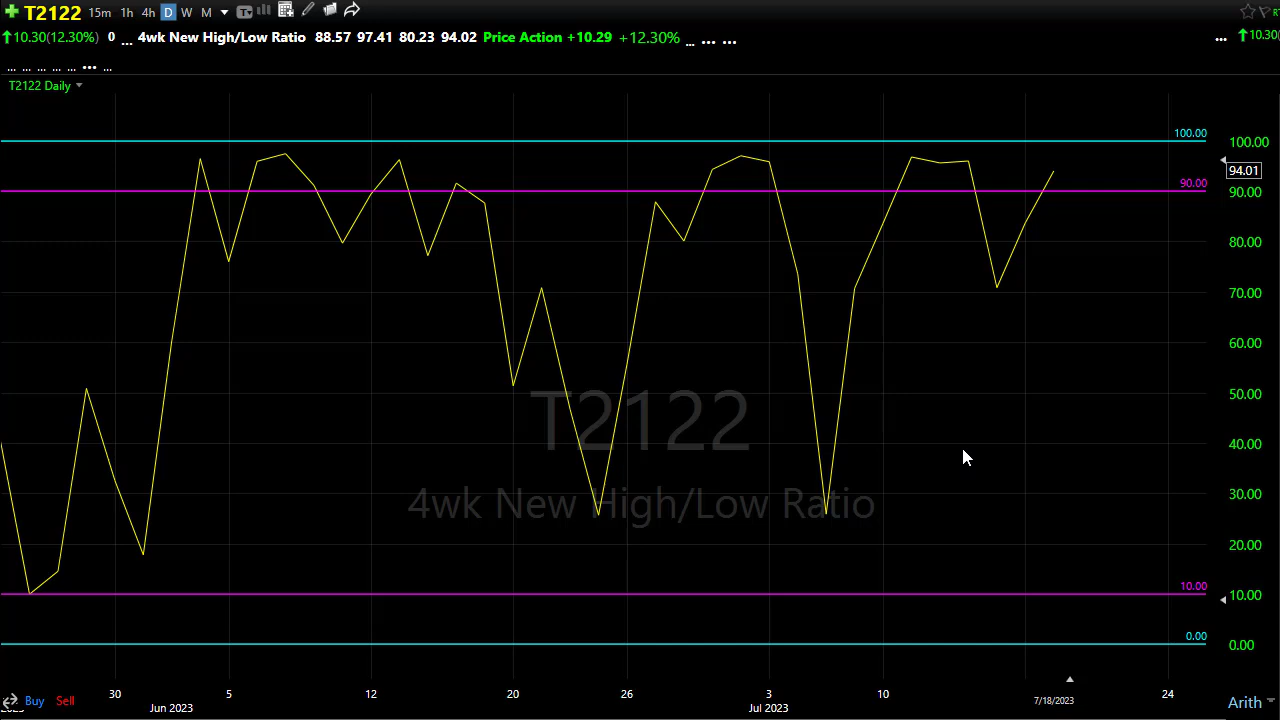 T2122 15m 1h 4h D W M T
10.30(12.30%) 0 ... 4wk New High/Low Ratio 88.57 97.41 80.23 94.02 Price Action +10.29 +12.30% ... ... ... ... 10.30(
... ... ... ... ... ... ...
T2122 Daily
100.00 100.00
94.01
90.00 90.00
80.00
70.00
60.00
50.00
T2122
40.00
4wk New High/Low Ratio
30.00
20.00
10.00 10.00
0.00 0.00
Buy Sell
30 5 12 20 26 3 10 7/18/2023 24
Jun 2023 Jul 2023
Arith